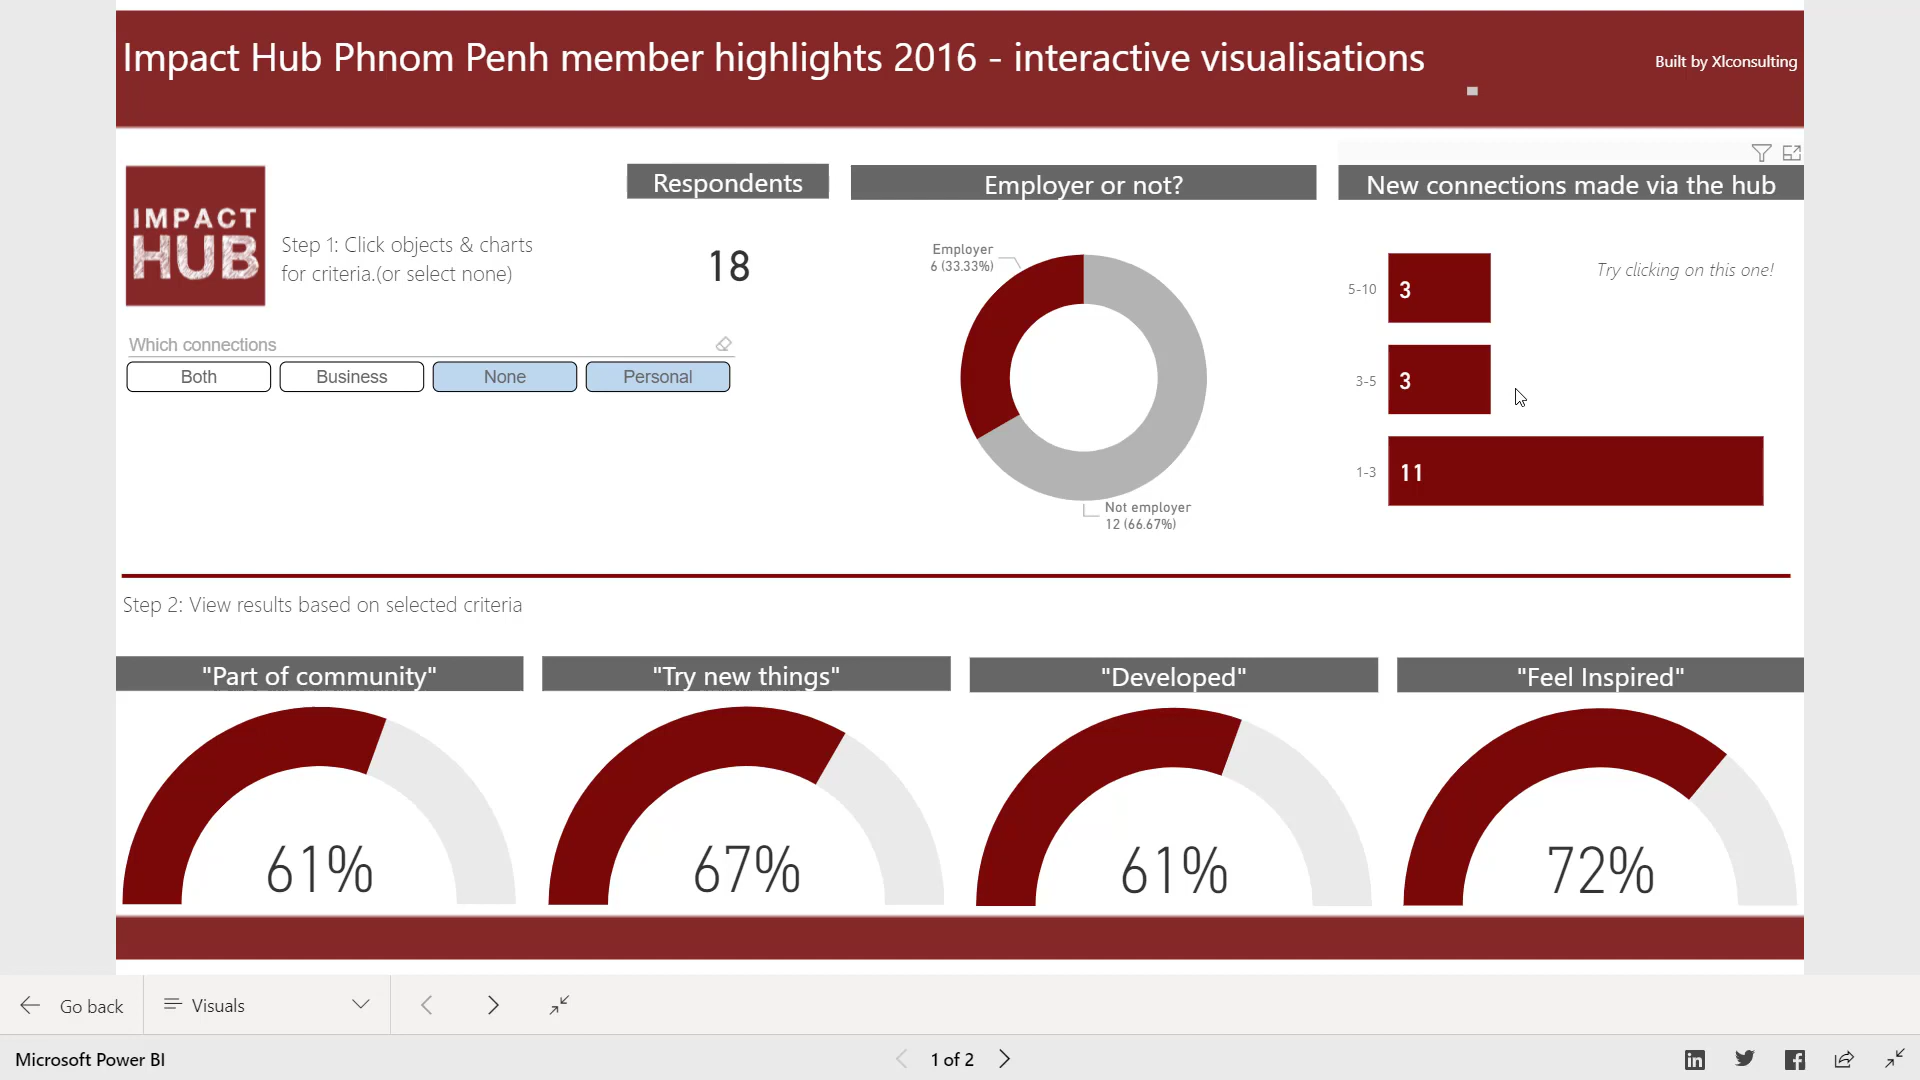 Impact Hub Phnom Penh member highlights 2016 - interactive visualisations
Built by Xlconsulting
IMPACT
HUB
Step 1: Click objects & charts
for criteria.(or select none)
Respondents
18
Which connections
Both
Business
None
Personal
Employer or not?
Employer
6 (33.33%)
Not employer
12 (66.67%)
New connections made via the hub
Try clicking on this one!
5-10
3
3-5
3
1-3
11
Step 2: View results based on selected criteria
"Part of community"
"Try new things"
"Developed"
"Feel Inspired"
61%
67%
61%
72%
Go back
Visuals
Microsoft Power BI
1 of 2